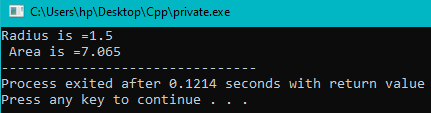 C:\Users\hp\Desktop\Cpp\private.exe
Radius is =1.5
 Area is =7.065
--------------------------------
Process exited after 0.1214 seconds with return value
Press any key to continue . . .